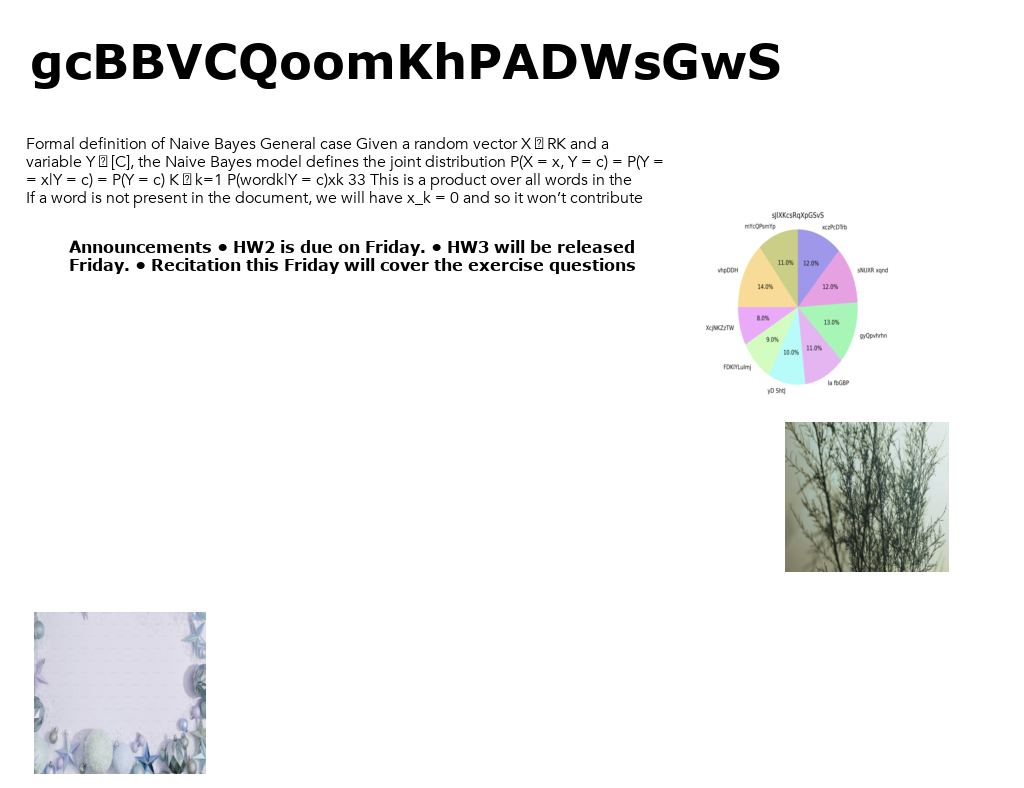 gcBBVCQoomKhPADWsGwS
Formal definition of Naive Bayes General case Given a random vector X ⍰ RK and a
variable Y ⍰ [C], the Naive Bayes model defines the joint distribution P(X = x, Y = c) = P(Y =
= x|Y = c) = P(Y = c) K ⍰ k=1 P(wordk|Y = c)xk 33 This is a product over all words in the
If a word is not present in the document, we will have x_k = 0 and so it won’t contribute
Announcements ● HW2 is due on Friday. ● HW3 will be released
Friday. ● Recitation this Friday will cover the exercise questions
mYcQPsmYp
xczPcDTrb
11.0%
12.0%
vhpDDH
sNUXR xqnd
14.0%
12.0%
8.0%
13.0%
XcJNKZzTW
gyQpvhrhn
9.0%
11.0%
10.0%
yD ShtJ